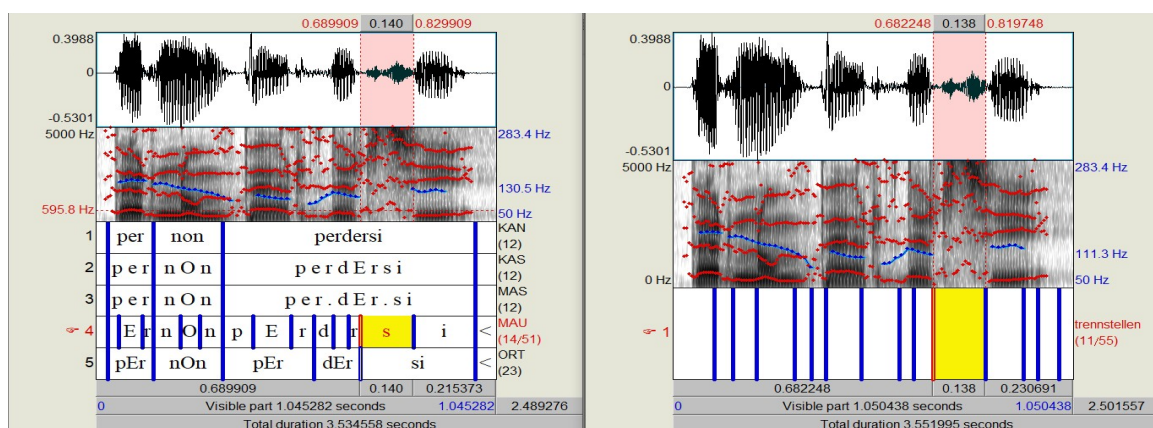 0.689909 0.140 0.829909
0.3988
0
-0.5301
5000 Hz
595.8 Hz
283.4 Hz
130.5 Hz
50 Hz
1 per non perdersi KAN (12)
2 p e r n O n p e r d E r s i KAS (12)
3 p e r n O n p e r . d E r . s i MAS (12)
4 E r n O n p E r d r s i < MAU (14/51)
5 pEr nOn pEr dEr si < ORT (23)
0.689909 0.140 0.215373
0 Visible part 1.045282 seconds 1.045282 2.489276
Total duration 3.534558 seconds
0.682248 0.138 0.819748
0.3988
0
-0.5301
5000 Hz
0 Hz
283.4 Hz
111.3 Hz
50 Hz
1
trennstellen
(11/55)
0.682248 0.138 0.230691
0 Visible part 1.050438 seconds 1.050438 2.501557
Total duration 3.551995 seconds